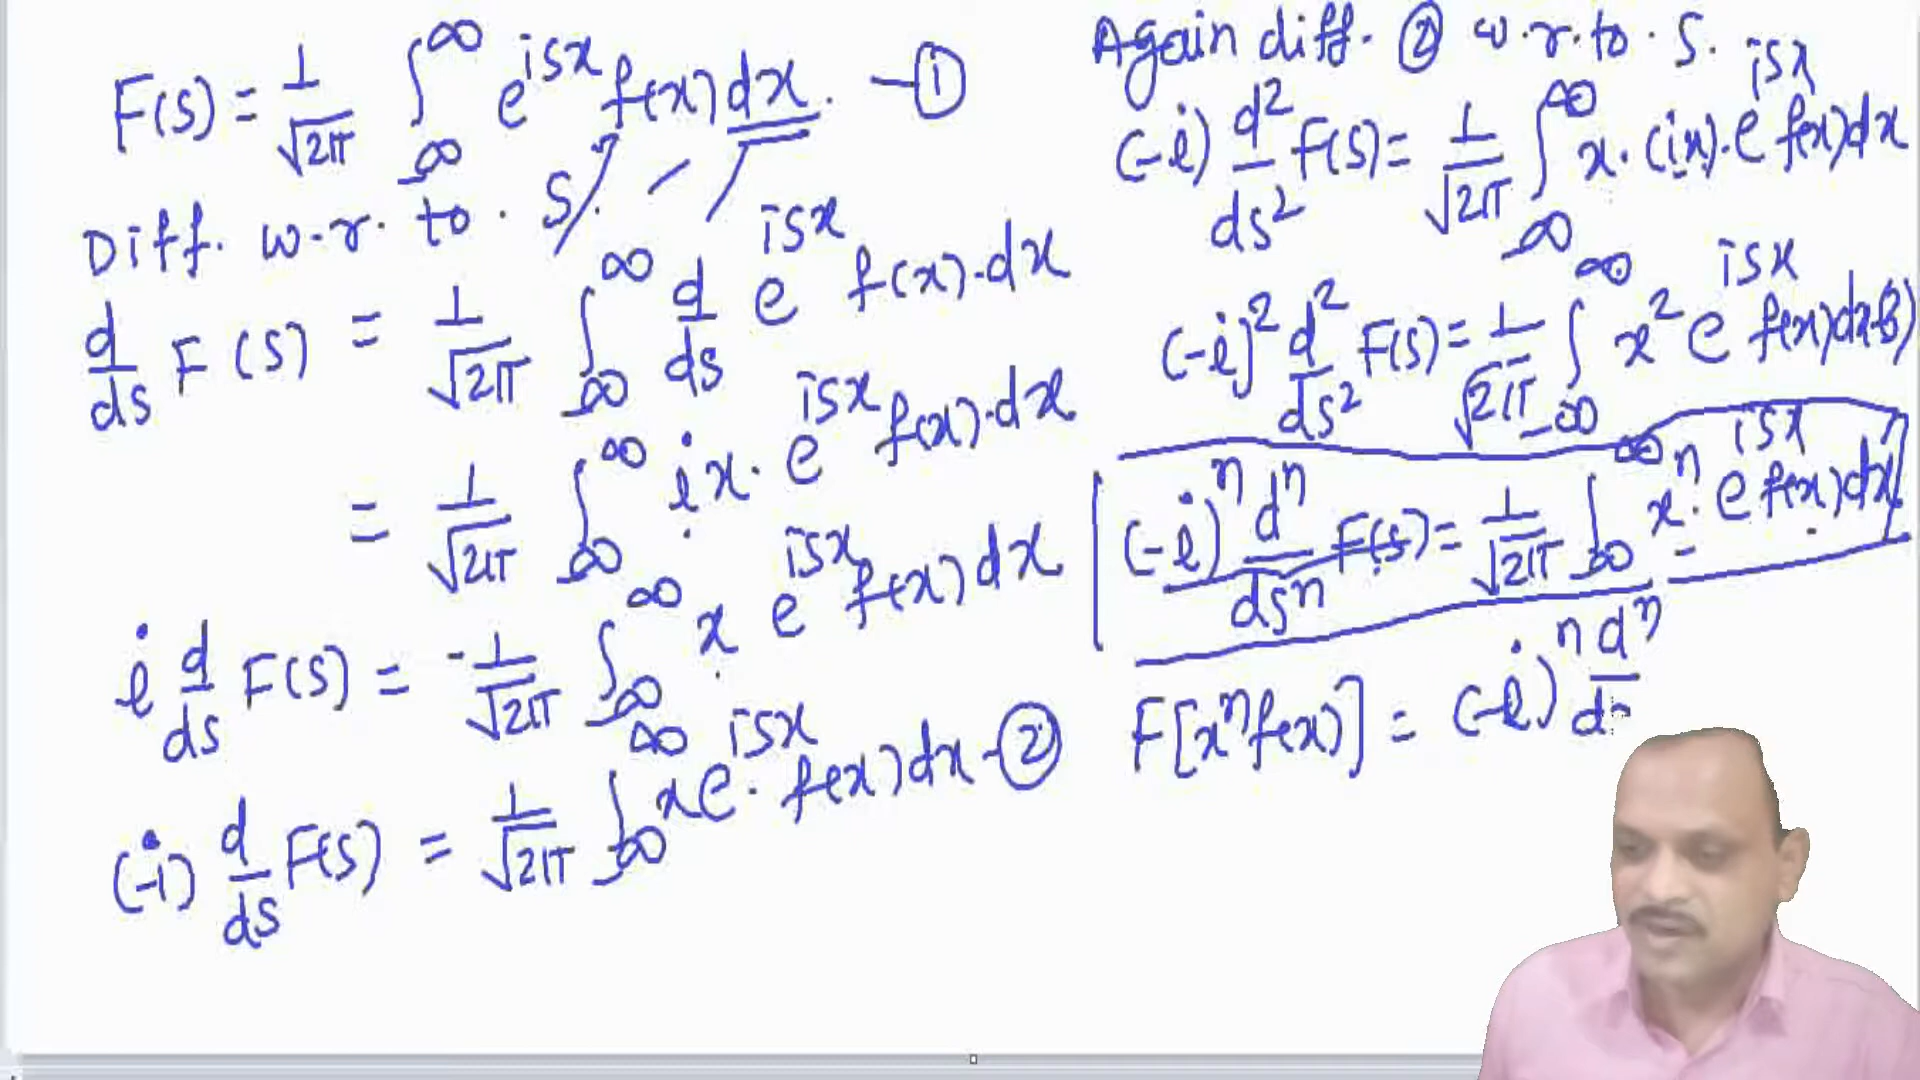 F(s) = 1/√2π ∫_-∞^∞ e^isx f(x) dx. —①
Diff. w.r.to. s.
d/ds F(s) = 1/√2π ∫_-∞^∞ d/ds e^isx f(x).dx
= 1/√2π ∫_-∞^∞ ix. e^isx f(x).dx
i d/ds F(s) = -1/√2π ∫_-∞^∞ x e^isx f(x) dx
(-i) d/ds F(s) = 1/√2π ∫_-∞^∞ x e^isx. f(x) dx -②
Again diff. ② w.r.to. s.
(-i) d²/ds² F(s) = 1/√2π ∫_-∞^∞ x.(ix).e^isx f(x) dx
(-i)² d²/ds² F(s) = 1/√2π ∫_-∞^∞ x² e^isx f(x) dx -③
(-i)^n d^n/ds^n F(s) = 1/√2π ∫_-∞^∞ x^n. e^isx f(x) dx
F[x^n f(x)] = (-i)^n d^n/d